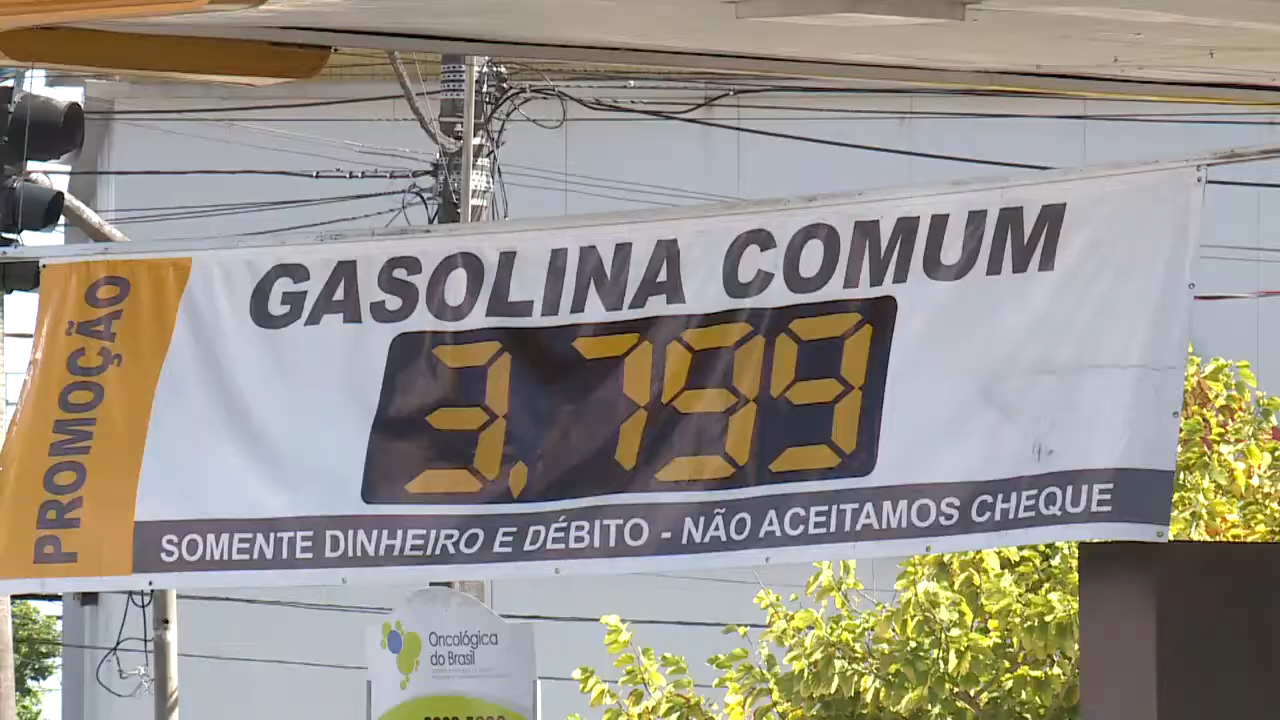 PROMOÇÃO
GASOLINA COMUM
3,799
SOMENTE DINHEIRO E DÉBITO - NÃO ACEITAMOS CHEQUE
Oncológica
do Brasil